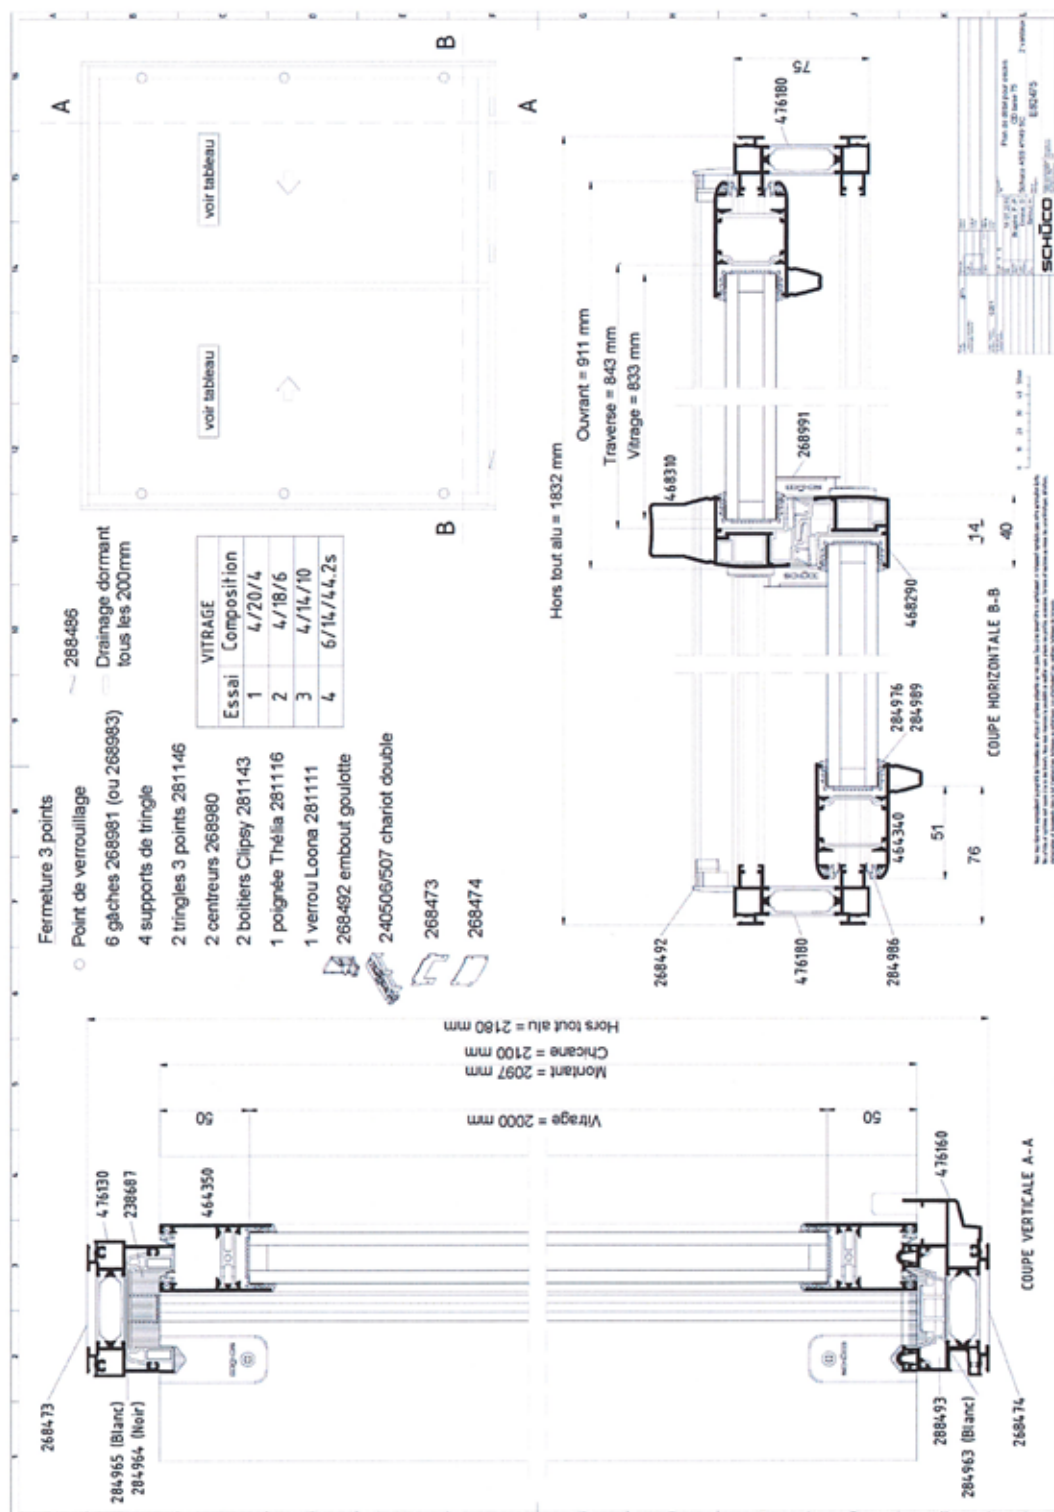 Fermeture 3 points
Point de verrouillage
6 gâches 268981 (ou 268983)
4 supports de tringle
2 tringles 3 points 281146
2 centreurs 268980
2 boitiers Clipsy 281143
1 poignée Thélia 281116
1 verrou Loona 281111
268492 embout goulotte
240506/507 chariot double
268473
268474
288486
Drainage dormant
tous les 200mm
VITRAGE
Essai Composition
1 4/20/4
2 4/18/6
3 4/14/10
4 6/14/44.2s
A
A
B
B
voir tableau
voir tableau
268473
284965 (Blanc)
284964 (Noir)
476130
238687
464350
50
Vitrage = 2000 mm
Montant = 2097 mm
Chicane = 2100 mm
Hors tout alu = 2180 mm
50
476160
288493
284963 (Blanc)
268474
COUPE VERTICALE A-A
Hors tout alu = 1832 mm
Ouvrant = 911 mm
Traverse = 843 mm
Vitrage = 833 mm
268492
476180
284986
464340
51
76
284976
284989
468310
268991
468290
14
40
476180
75
COUPE HORIZONTALE B-B
SCHÜCO